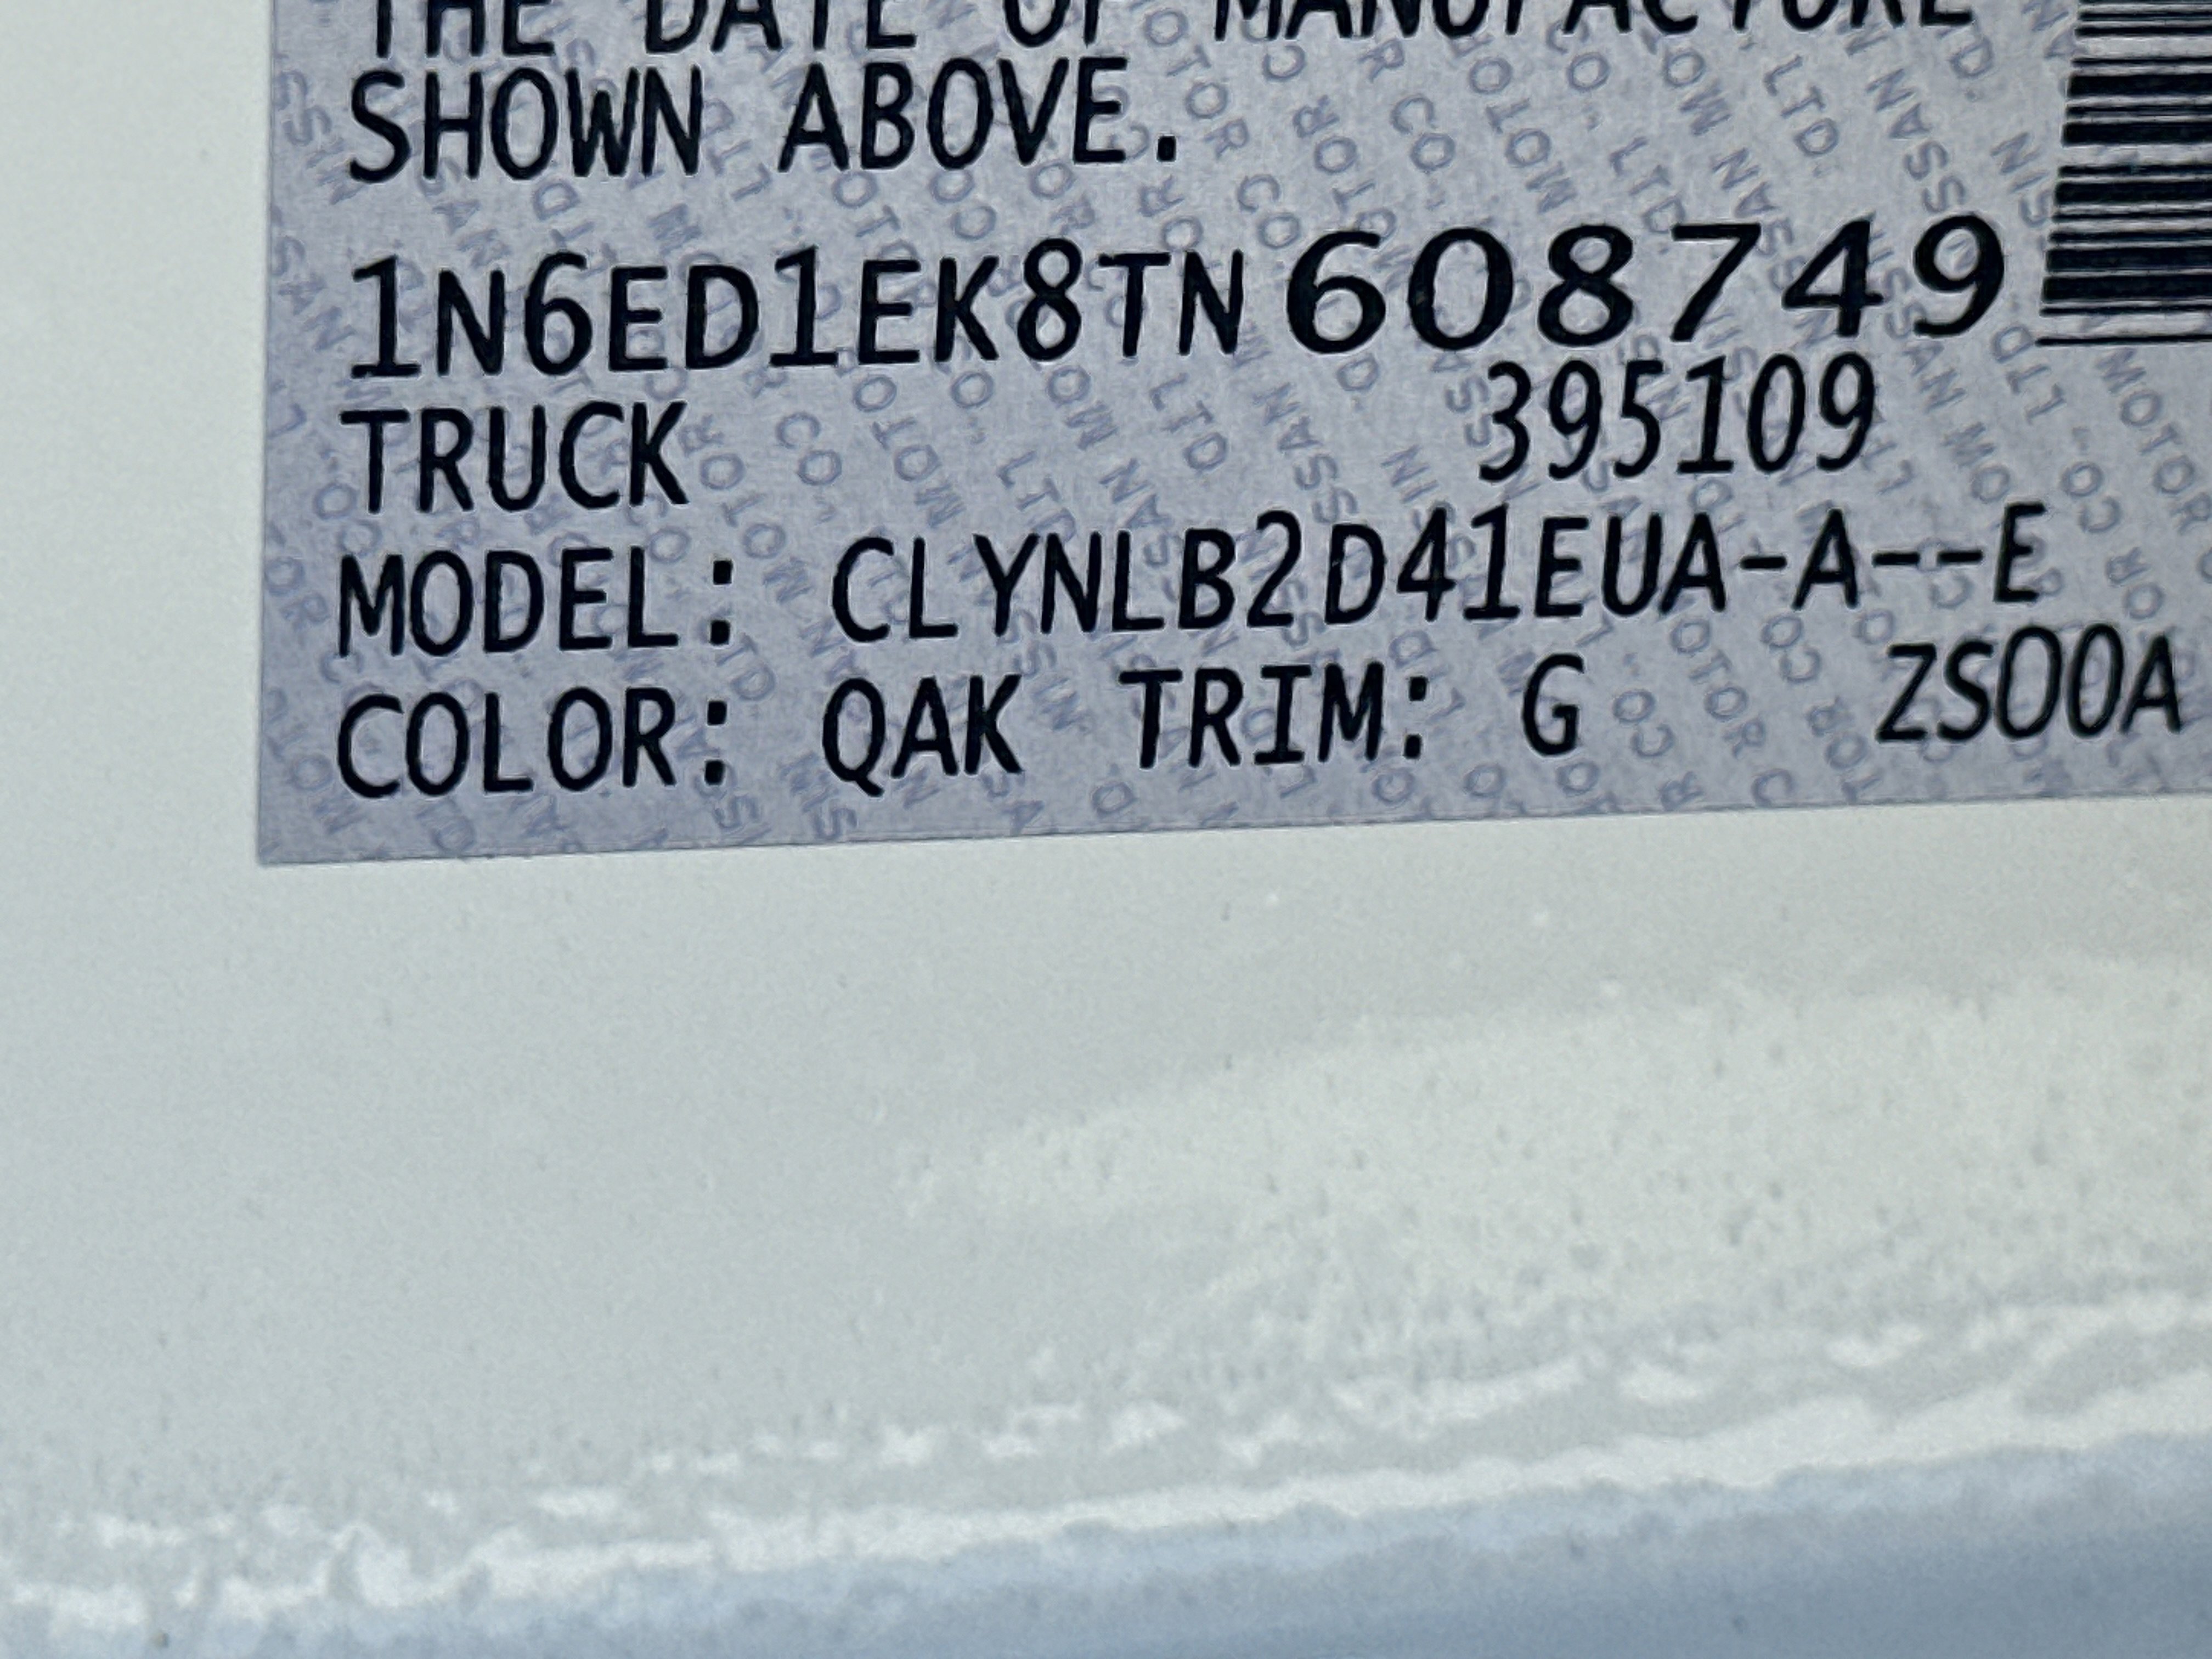 THE DATE OF MANUFACTURE
SHOWN ABOVE.
1N6ED1EK8TN608749
TRUCK 395109
MODEL: CLYNLB2D41EUA-A--E
COLOR: QAK TRIM: G ZS00A